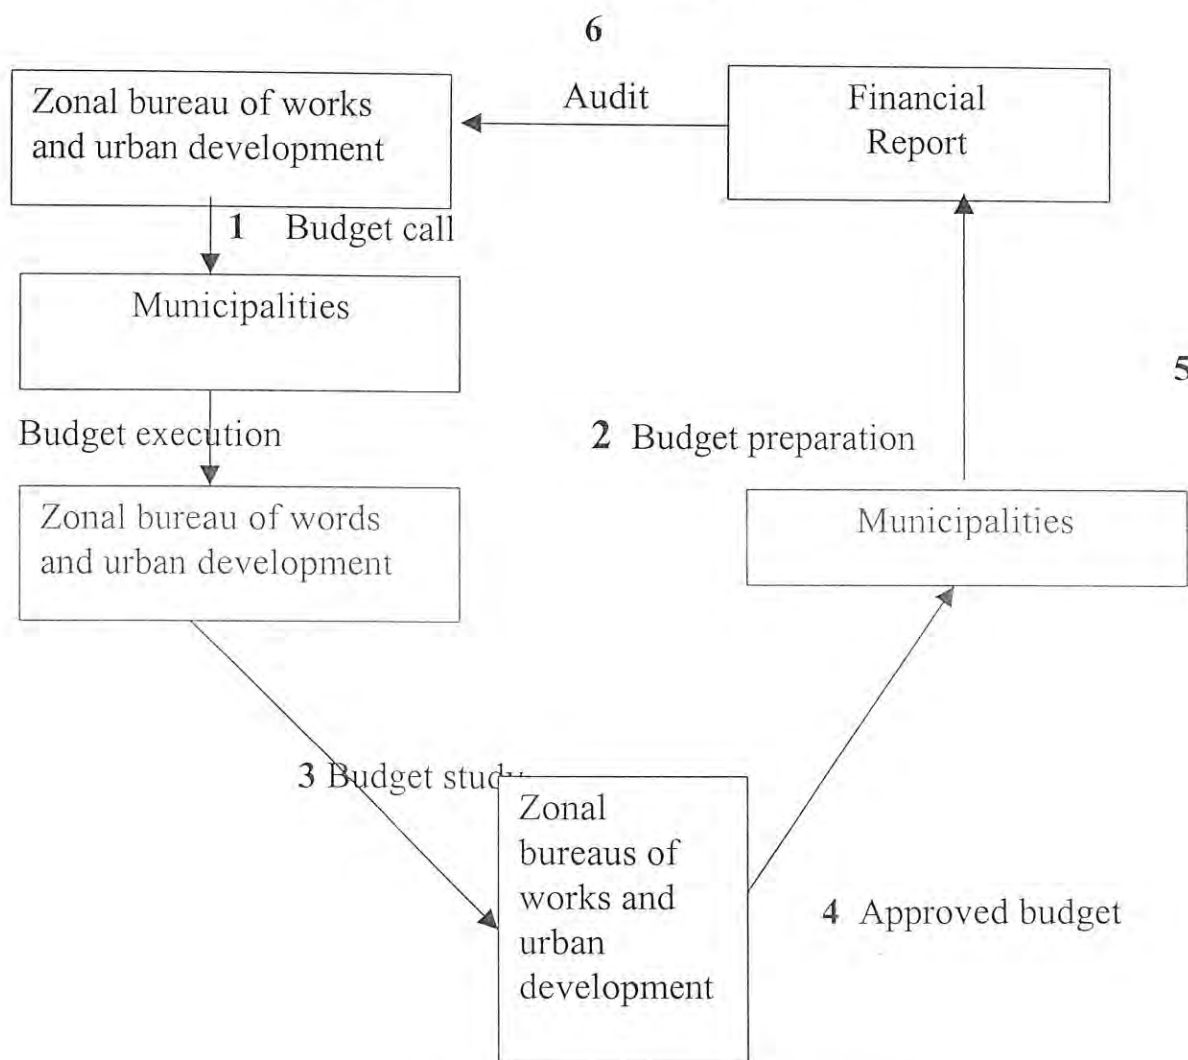 6
Zonal bureau of works
and urban development
Audit
Financial
Report
1 Budget call
Municipalities
5
Budget execution
2 Budget preparation
Zonal bureau of words
and urban development
Municipalities
3 Budget study
Zonal
bureaus of
works and
urban
development
4 Approved budget